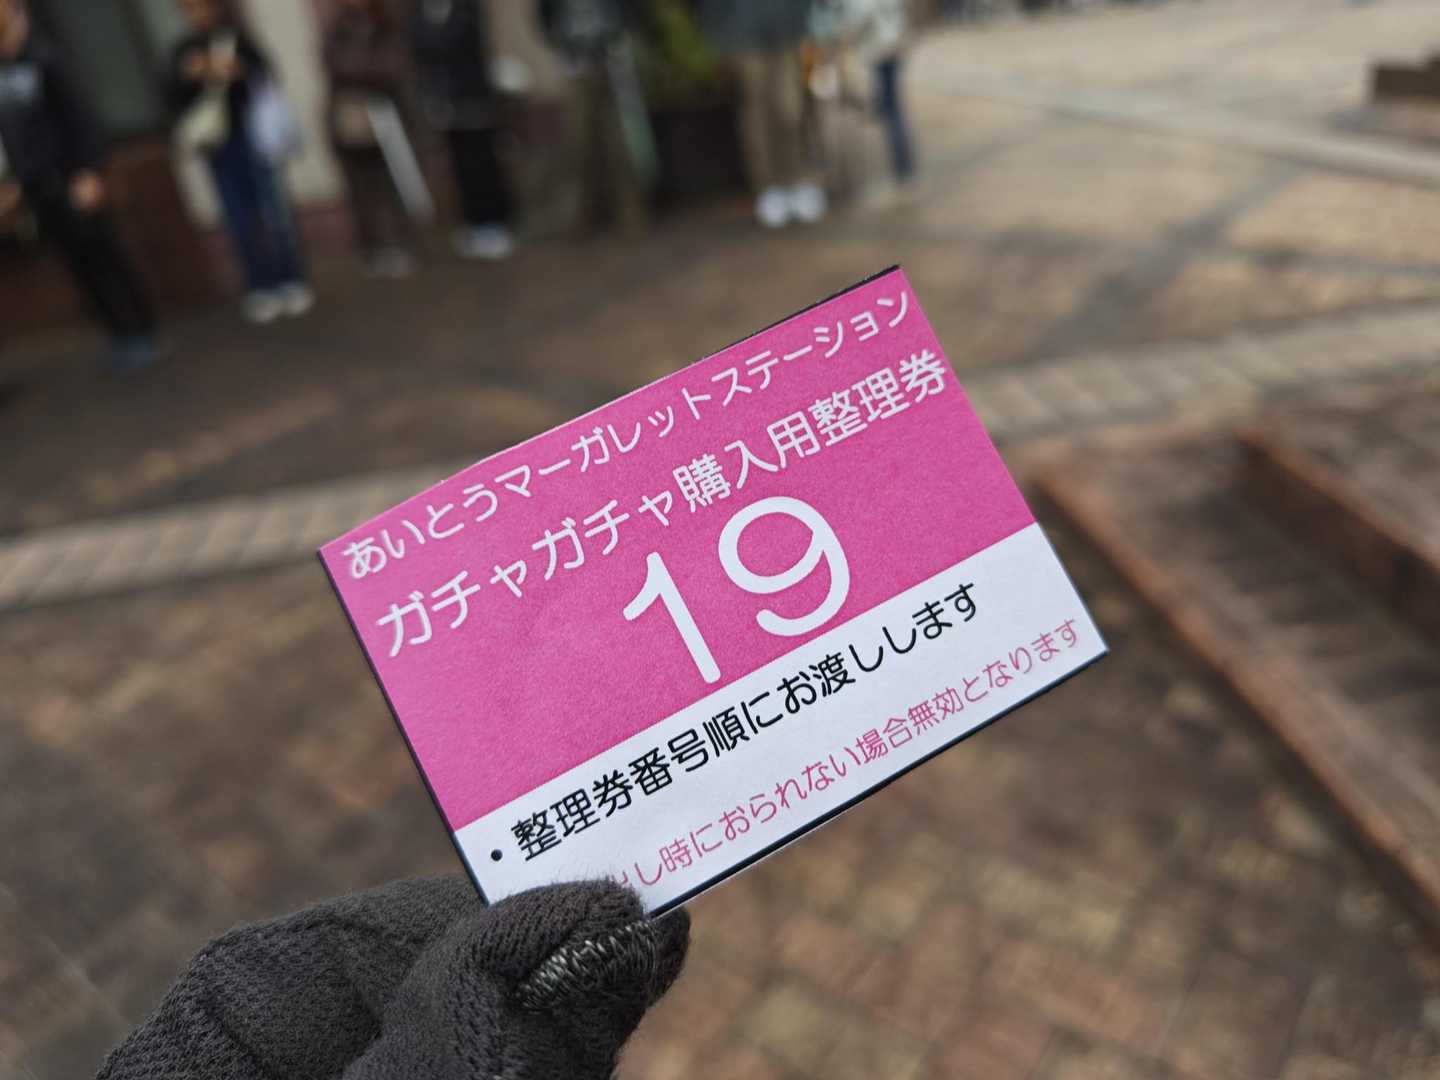 あいとうマーガレットステーション
ガチャガチャ購入用整理券
19
・整理券番号順にお渡しします
出し時におられない場合無効となります